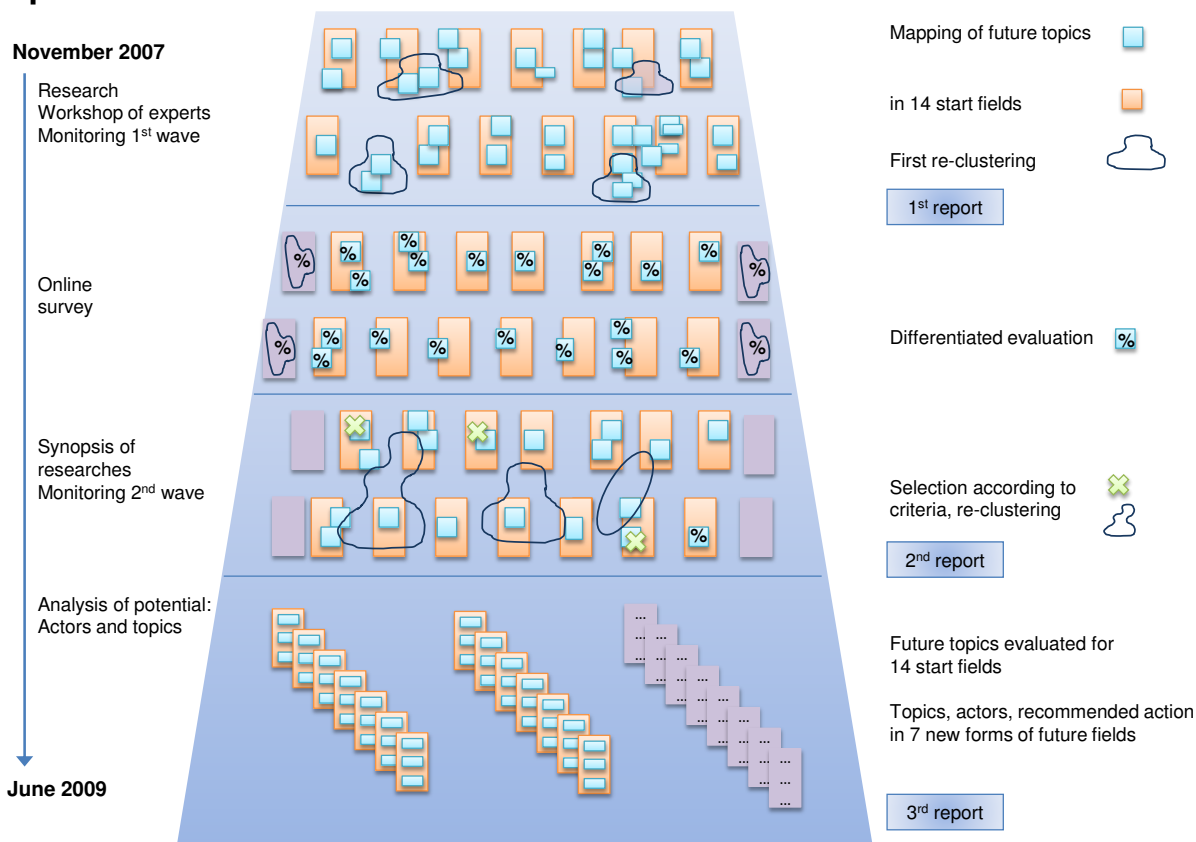 November 2007
Research
Workshop of experts
Monitoring 1st wave
Online
survey
Synopsis of
researches
Monitoring 2nd wave
Analysis of potential:
Actors and topics
June 2009
% % % % % % % % % % % %
% % % % % % % % % % % %
%
... ... ... ... ... ... ... ...
... ... ... ... ... ... ... ...
... ... ... ... ... ... ... ...
Mapping of future topics
in 14 start fields
First re-clustering
1st report
Differentiated evaluation %
Selection according to
criteria, re-clustering
2nd report
Future topics evaluated for
14 start fields
Topics, actors, recommended action
in 7 new forms of future fields
3rd report